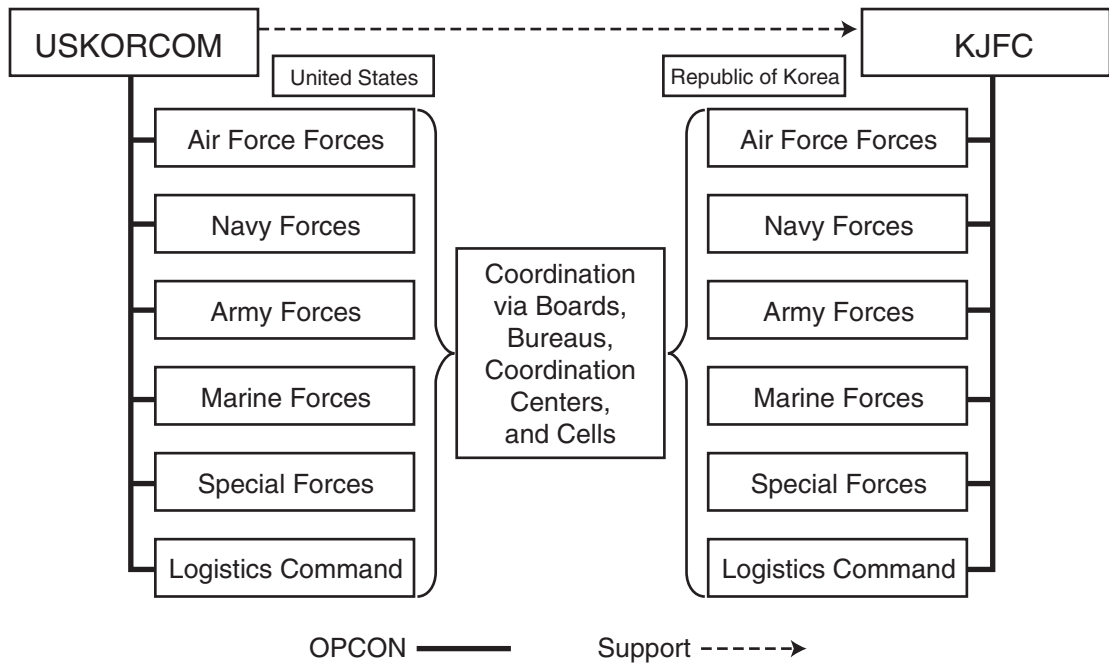 USKORCOM
KJFC
United States
Republic of Korea
Air Force Forces
Navy Forces
Army Forces
Marine Forces
Special Forces
Logistics Command
Coordination
via Boards,
Bureaus,
Coordination
Centers,
and Cells
Air Force Forces
Navy Forces
Army Forces
Marine Forces
Special Forces
Logistics Command
OPCON
Support